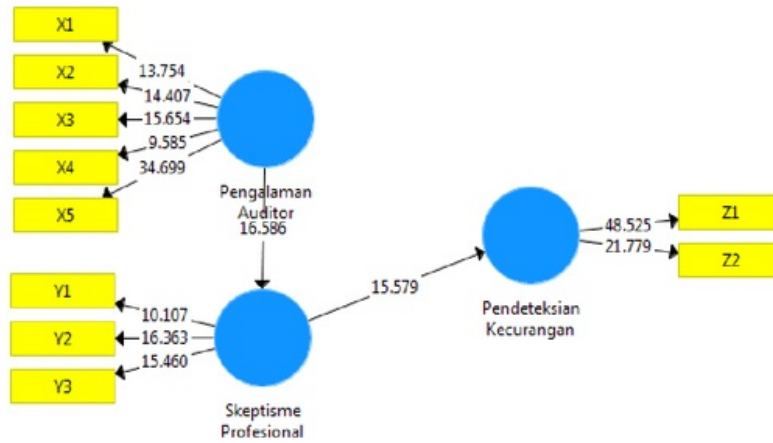 X1
X2
X3
X4
X5
13.754
14.407
15.654
9.585
34.699
Pengalaman
Auditor
16.586
Y1
Y2
Y3
10.107
16.363
15.460
Skeptisme
Profesional
15.579
Pendeteksian
Kecurangan
48.525
21.779
Z1
Z2